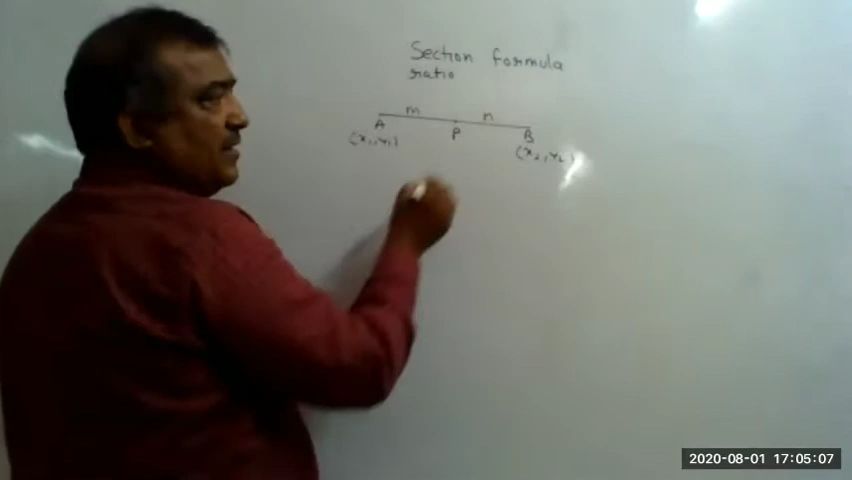 Section formula
ratio
m n
A P B
(x1,y1) (x2,y2)
2020-08-01 17:05:07